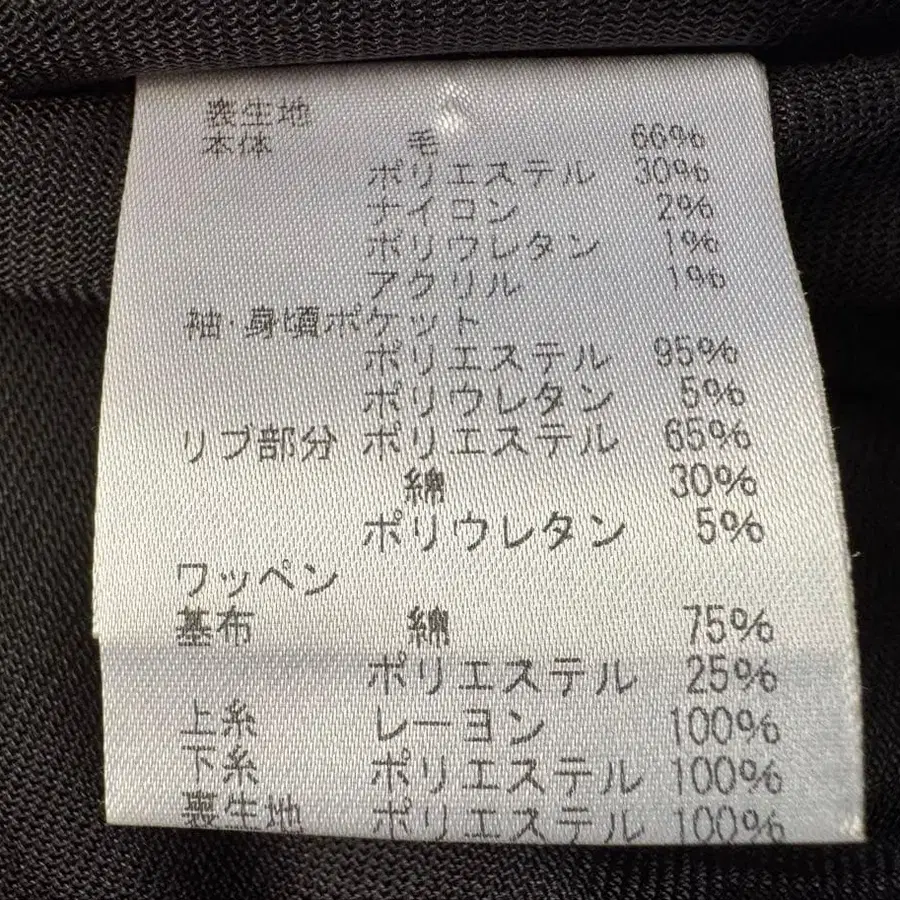 表生地
本体 毛 66%
ポリエステル 30%
ナイロン 2%
ポリウレタン 1%
アクリル 1%
袖・身頃ポケット
ポリエステル 95%
ポリウレタン 5%
リブ部分 ポリエステル 65%
綿 30%
ポリウレタン 5%
ワッペン
基布 綿 75%
ポリエステル 25%
上糸 レーヨン 100%
下糸 ポリエステル 100%
裏生地 ポリエステル 100%